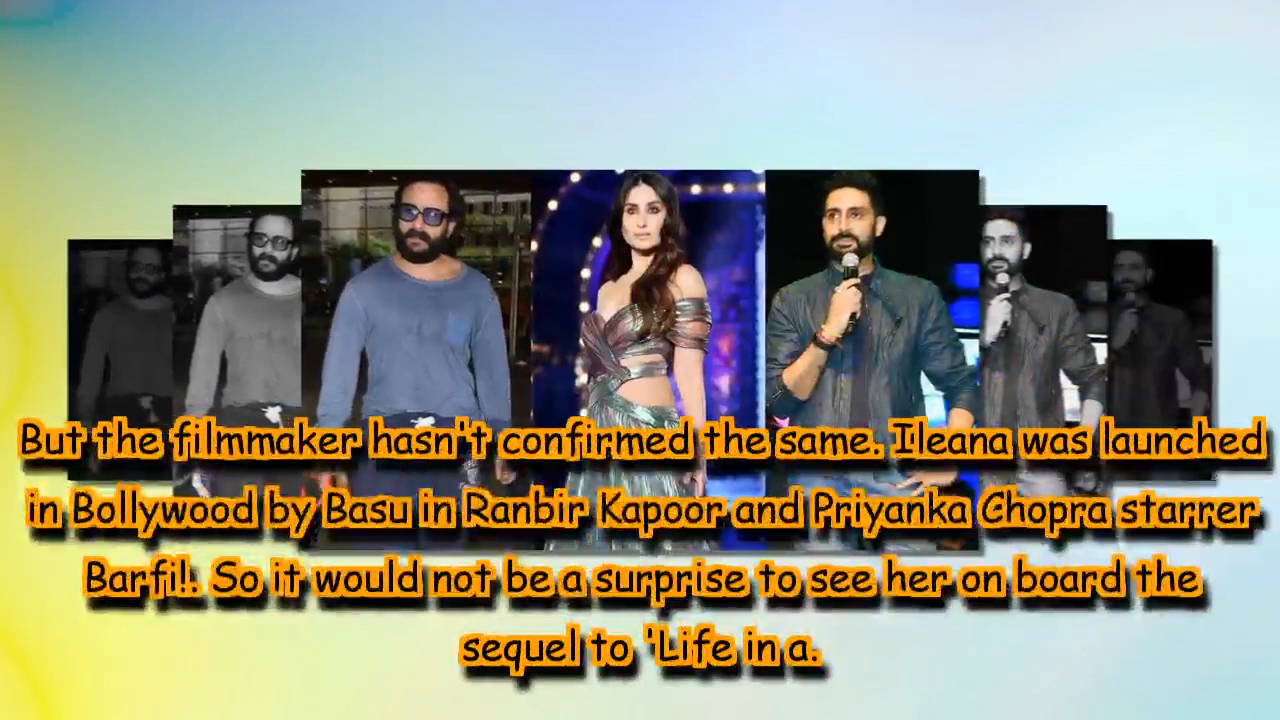 But the filmmaker hasn't confirmed the same. Ileana was launched
in Bollywood by Basu in Ranbir Kapoor and Priyanka Chopra starrer
Barfi!. So it would not be a surprise to see her on board the
sequel to 'Life in a.